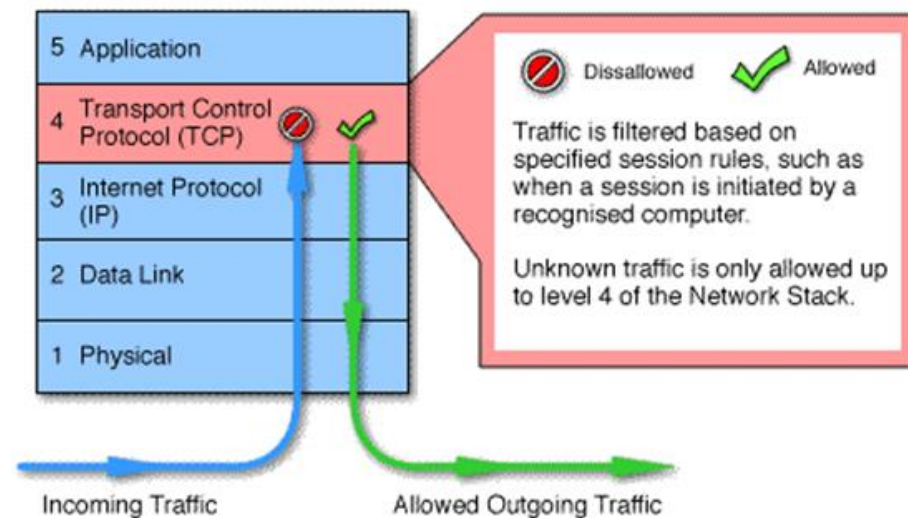 5 Application
4 Transport Control
Protocol (TCP)
3 Internet Protocol
(IP)
2 Data Link
1 Physical
Dissallowed
Allowed
Traffic is filtered based on
specified session rules, such as
when a session is initiated by a
recognised computer.
Unknown traffic is only allowed up
to level 4 of the Network Stack.
Incoming Traffic
Allowed Outgoing Traffic